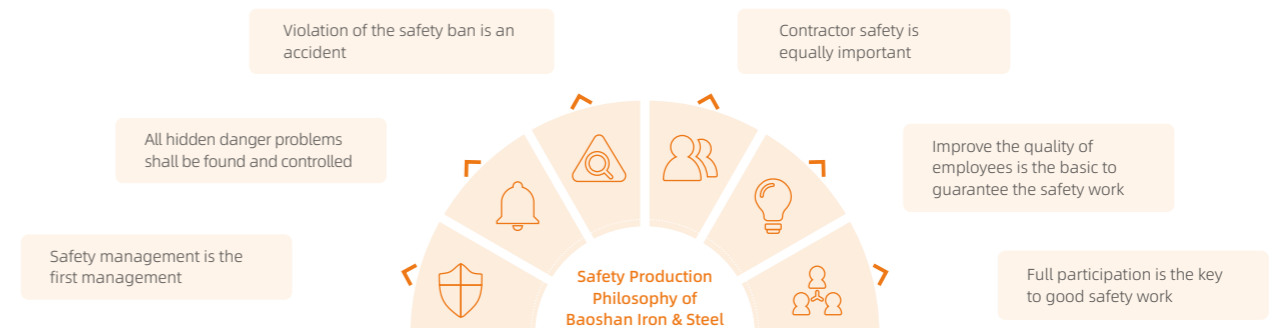 Violation of the safety ban is an
accident
Contractor safety is
equally important
All hidden danger problems
shall be found and controlled
Improve the quality of
employees is the basic to
guarantee the safety work
Safety management is the
first management
Full participation is the key
to good safety work
Safety Production
Philosophy of
Baoshan Iron & Steel